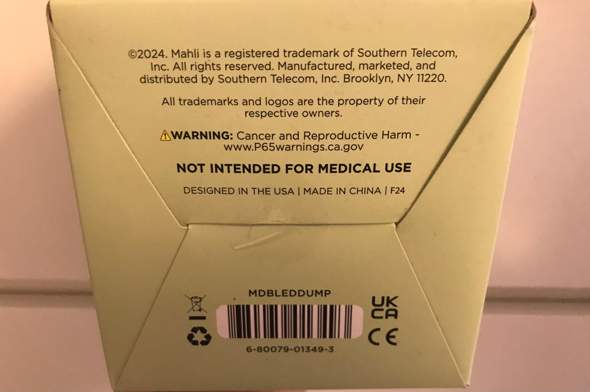 ©2024. Mahli is a registered trademark of Southern Telecom,
Inc. All rights reserved. Manufactured, marketed, and
distributed by Southern Telecom, Inc. Brooklyn, NY 11220.
All trademarks and logos are the property of their
respective owners.
⚠WARNING: Cancer and Reproductive Harm -
www.P65warnings.ca.gov
NOT INTENDED FOR MEDICAL USE
DESIGNED IN THE USA | MADE IN CHINA | F24
MDBLEDDUMP
UK
CA
CE
6-80079-01349-3